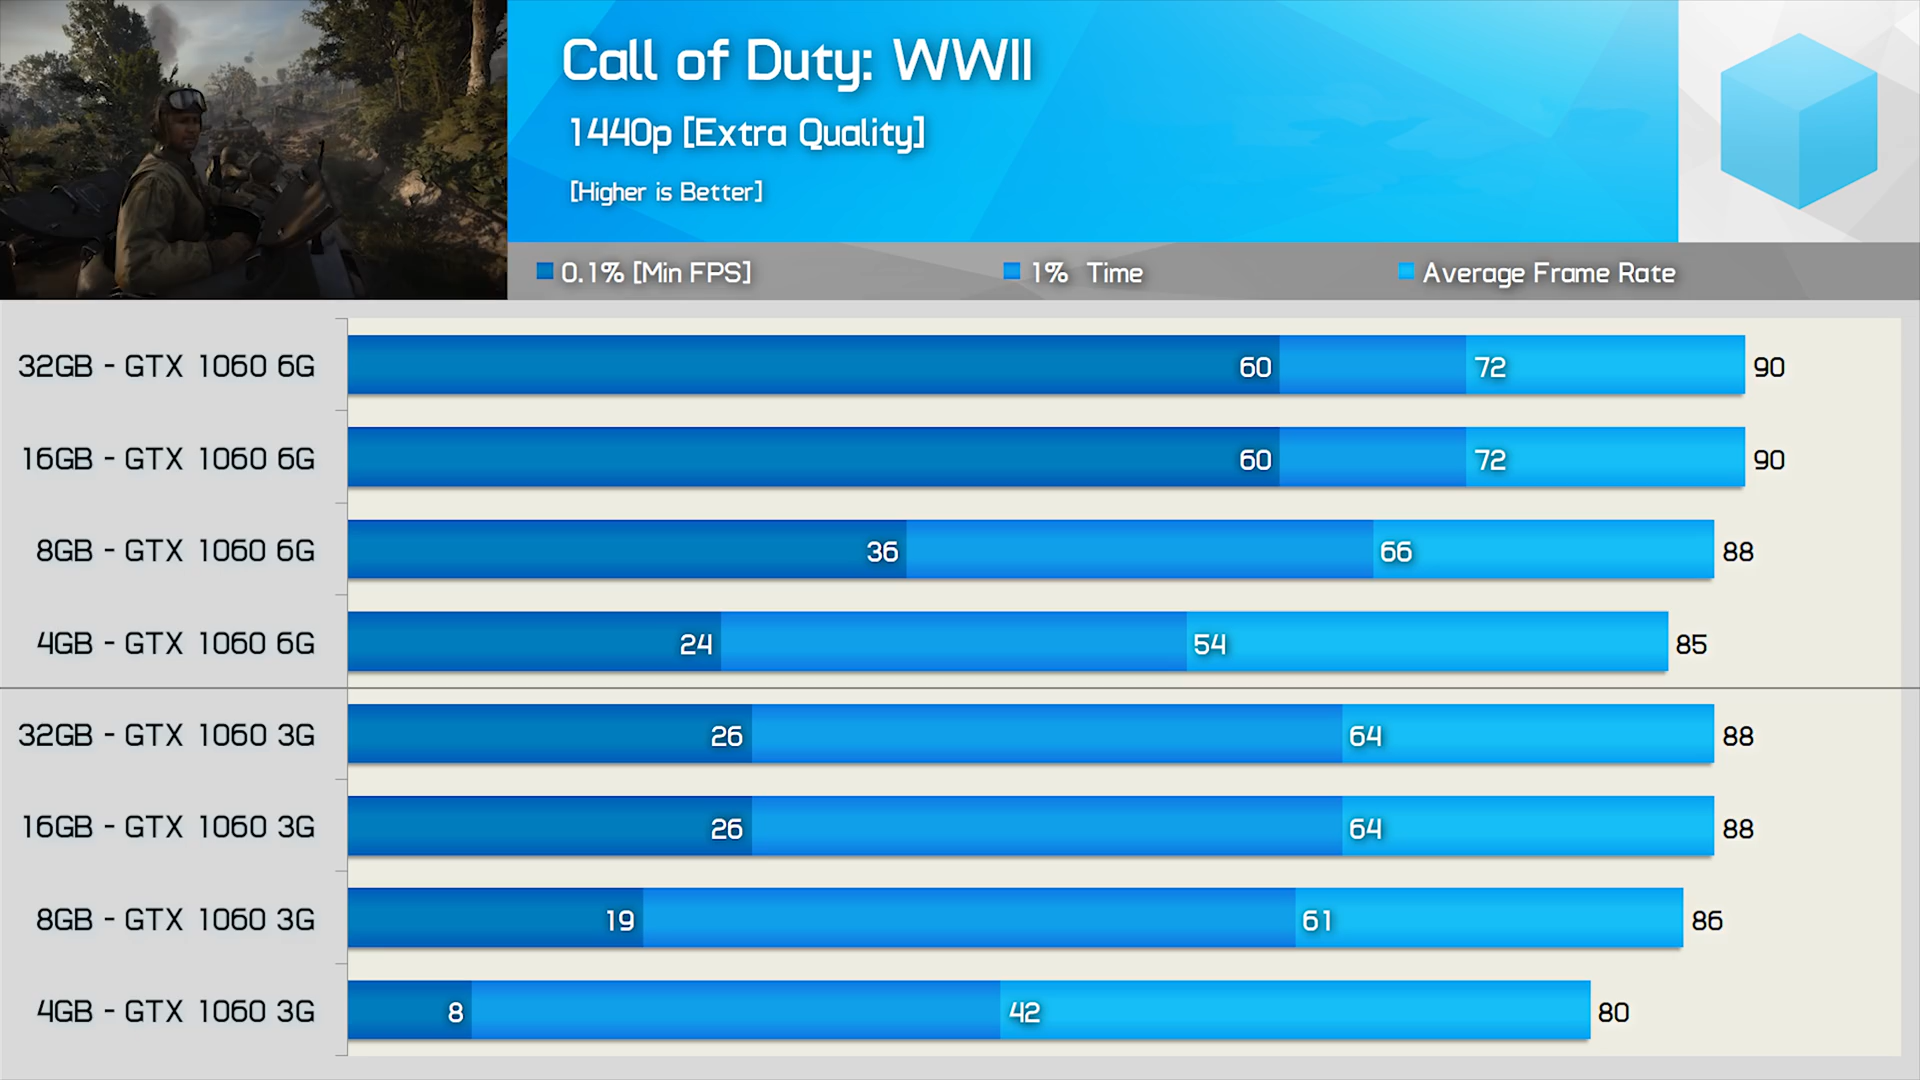 Call of Duty: WWII
1440p [Extra Quality]
[Higher is Better]
0.1% [Min FPS] 1% Time Average Frame Rate
32GB - GTX 1060 6G 60 72 90
16GB - GTX 1060 6G 60 72 90
8GB - GTX 1060 6G 36 66 88
4GB - GTX 1060 6G 24 54 85
32GB - GTX 1060 3G 26 64 88
16GB - GTX 1060 3G 26 64 88
8GB - GTX 1060 3G 19 61 86
4GB - GTX 1060 3G 8 42 80